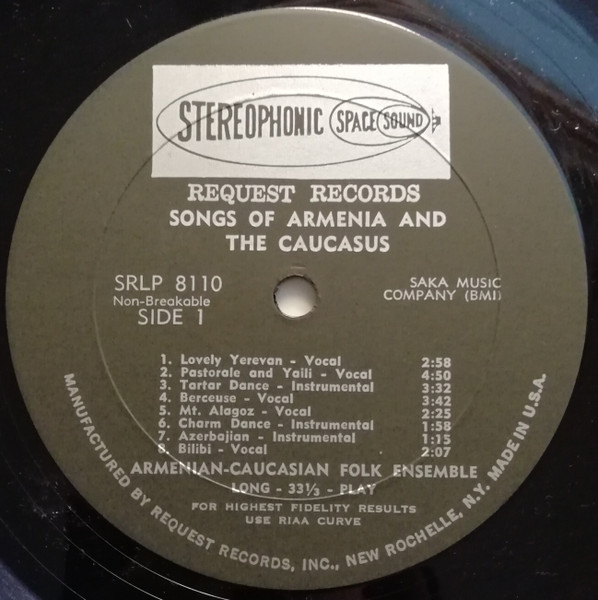 STEREOPHONIC SPACE SOUND
REQUEST RECORDS
SONGS OF ARMENIA AND
THE CAUCASUS
SRLP 8110
Non-Breakable
SIDE 1
SAKA MUSIC
COMPANY (BMI)
1. Lovely Yerevan - Vocal 2:58
2. Pastorale and Yaili - Vocal 4:50
3. Tartar Dance - Instrumental 3:32
4. Berceuse - Vocal 3:42
5. Mt. Alagoz - Vocal 2:25
6. Charm Dance - Instrumental 1:58
7. Azerbajian - Instrumental 1:15
8. Bilibi - Vocal 2:07
ARMENIAN-CAUCASIAN FOLK ENSEMBLE
LONG - 33⅓ - PLAY
FOR HIGHEST FIDELITY RESULTS
USE RIAA CURVE
MANUFACTURED BY REQUEST RECORDS, INC., NEW ROCHELLE, N.Y. MADE IN U.S.A.